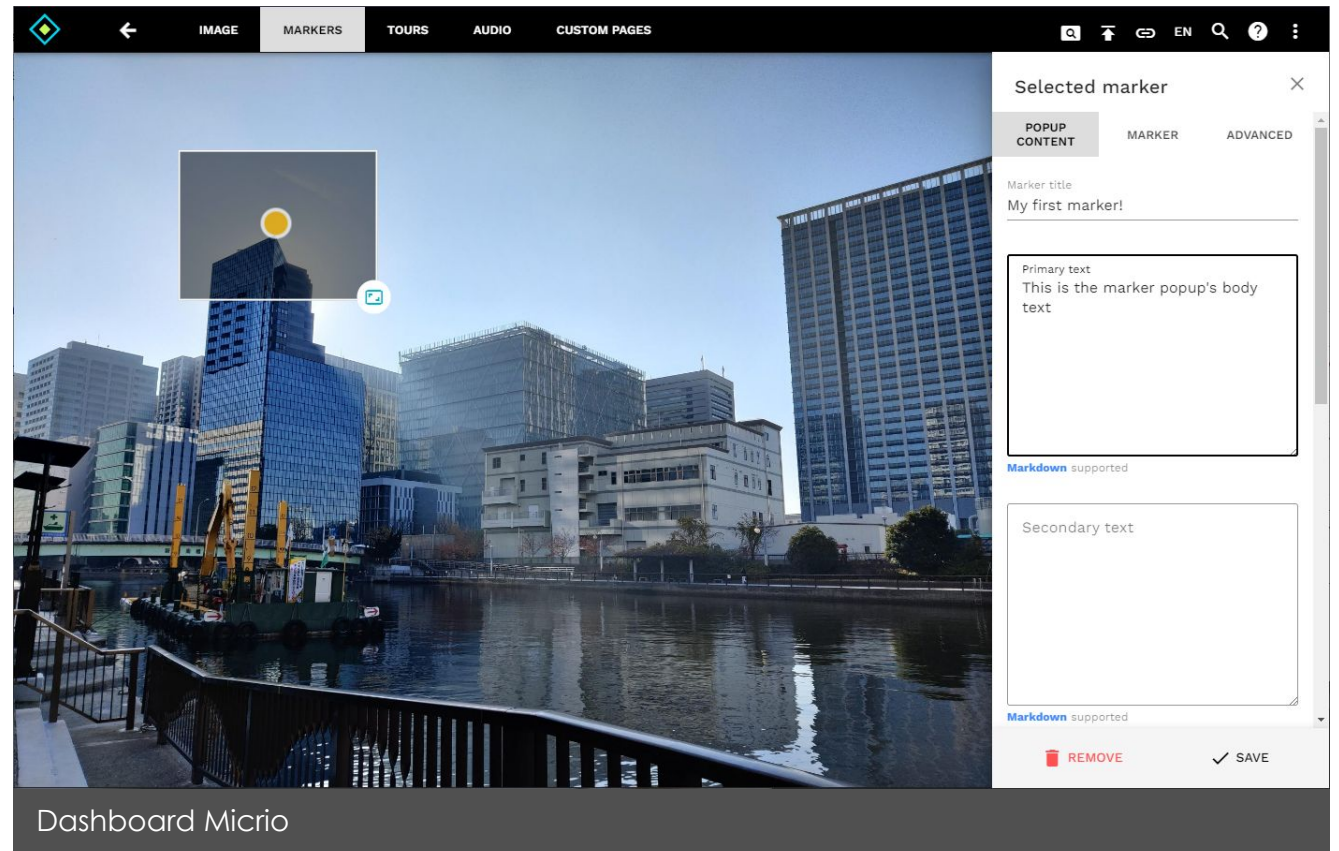 IMAGE
MARKERS
TOURS
AUDIO
CUSTOM PAGES
EN
Selected marker
POPUP
CONTENT
MARKER
ADVANCED
Marker title
My first marker!
Primary text
This is the marker popup's body
text
Markdown supported
Secondary text
Markdown supported
REMOVE
SAVE
Dashboard Micrio